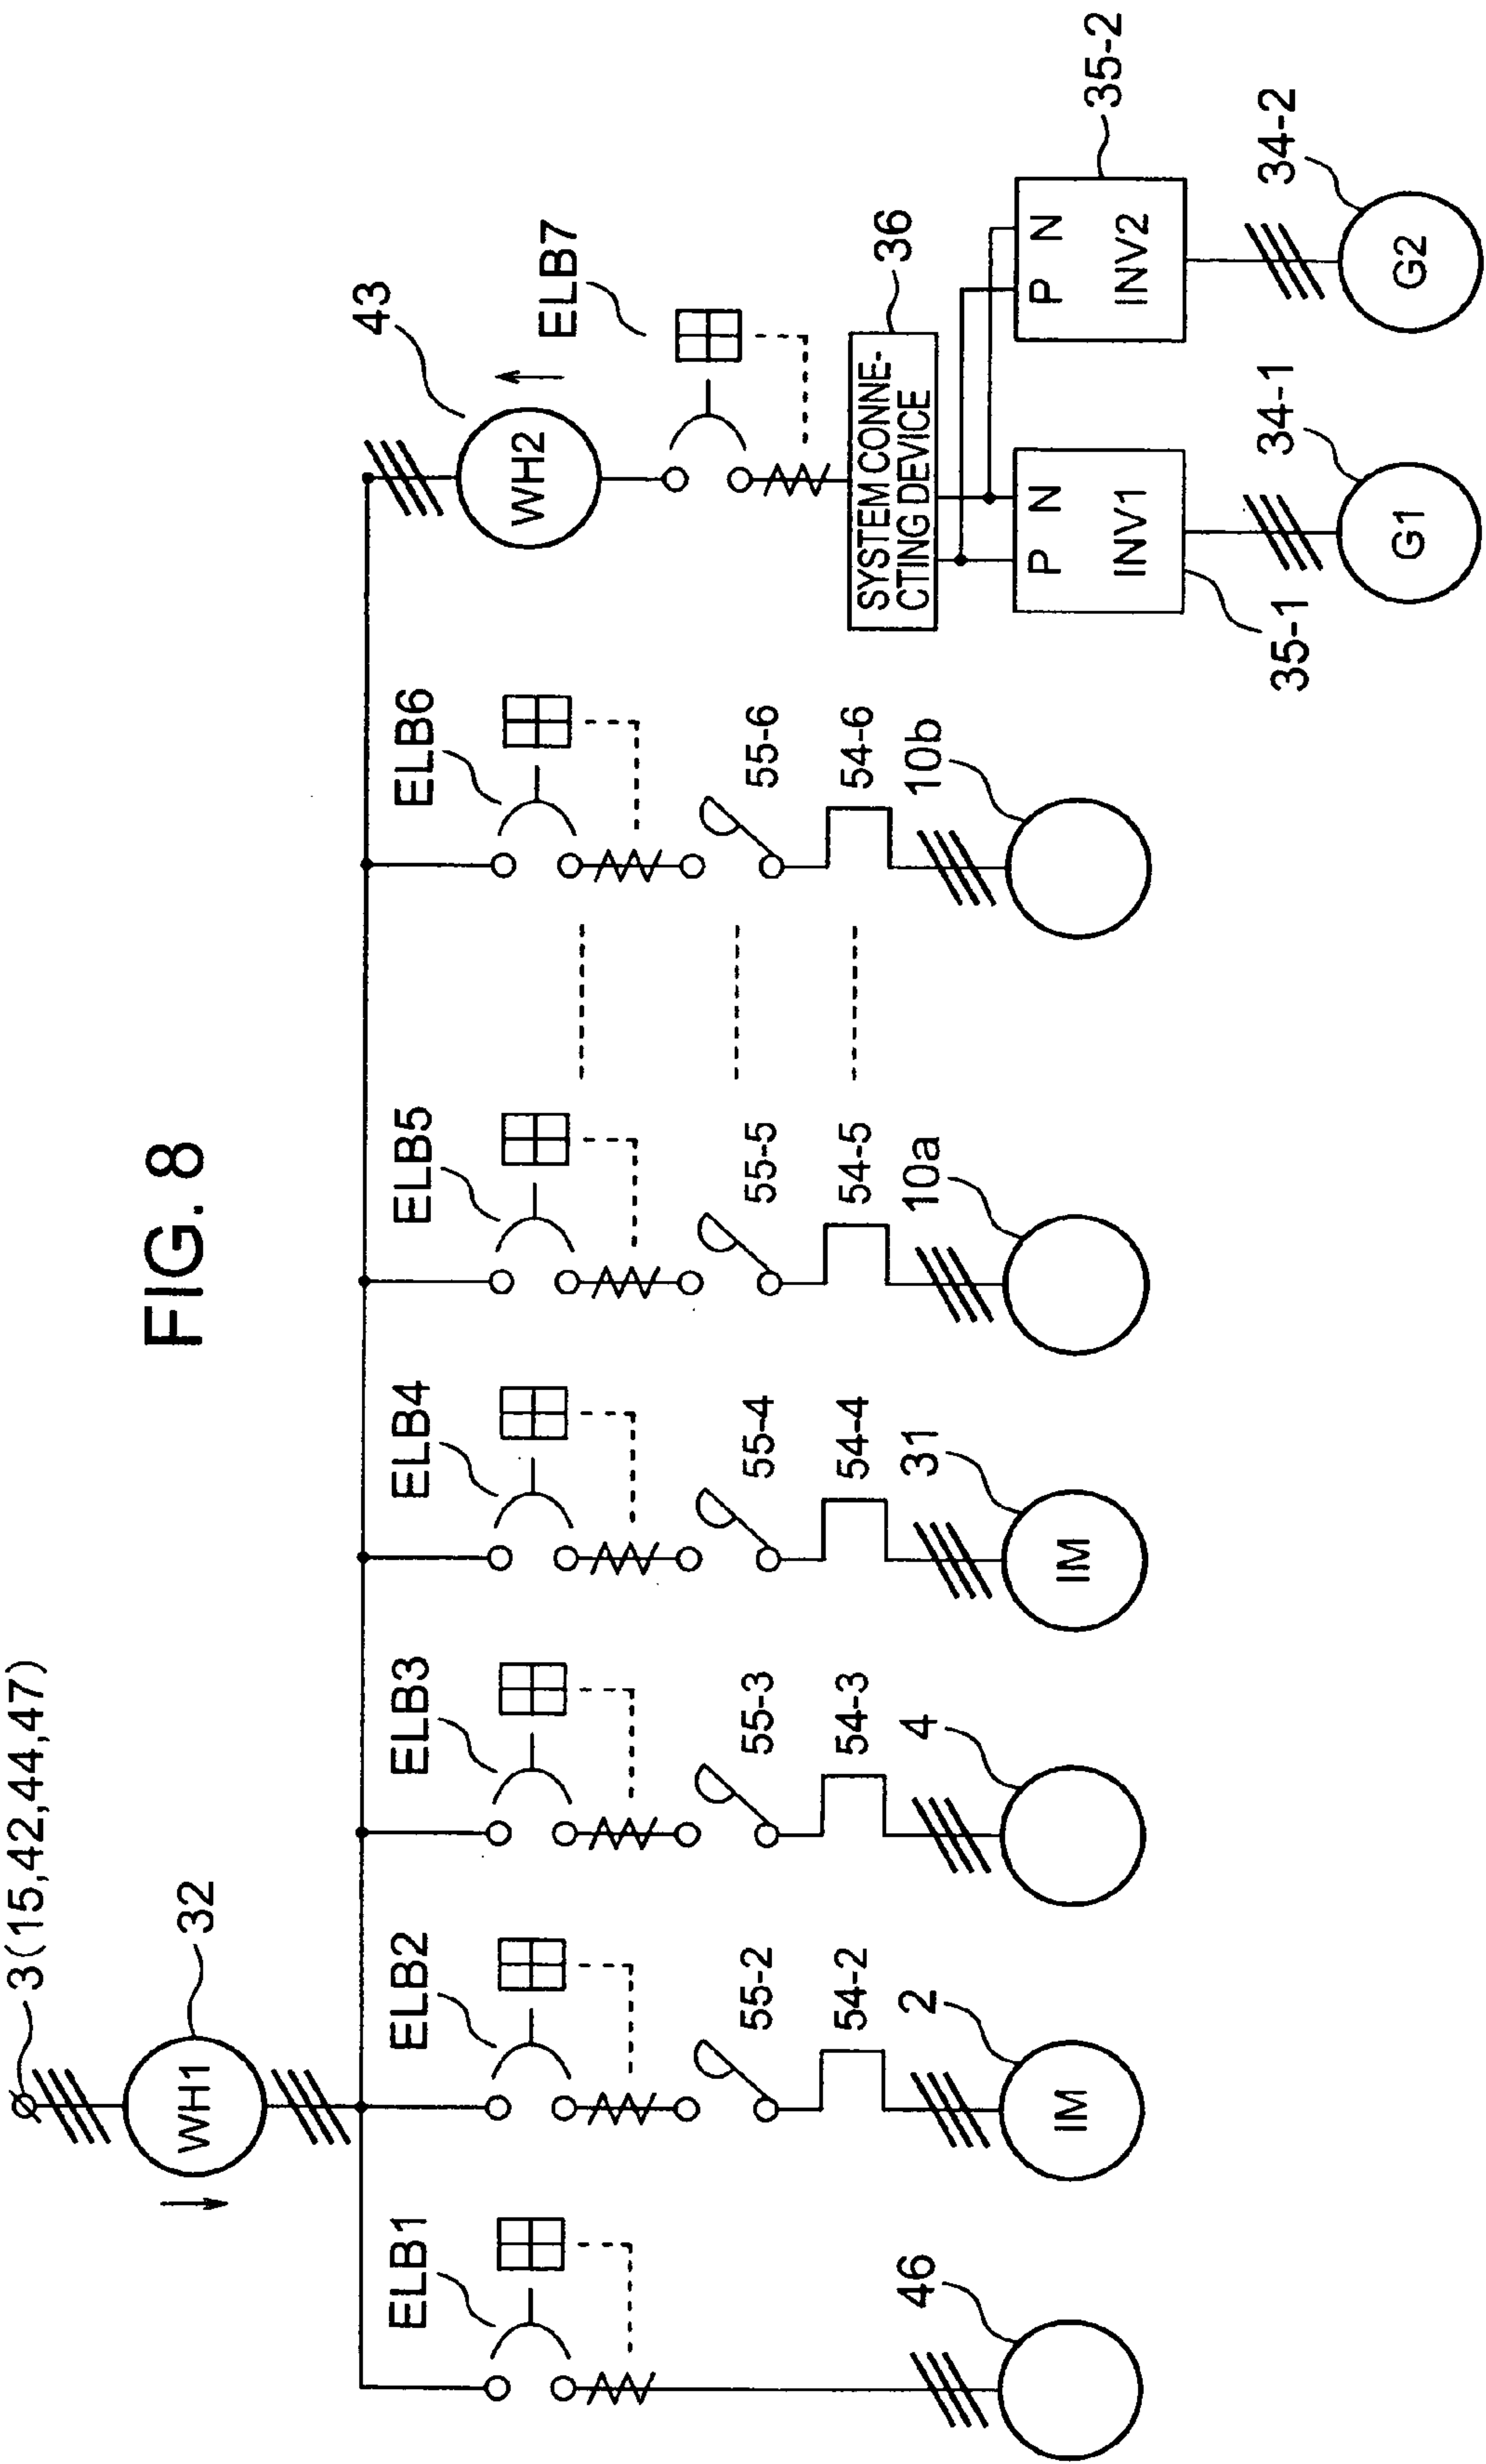 FIG. 8
3(15,42,44,47)
WH1
32
43
WH2
ELB1
ELB2
ELB3
ELB4
ELB5
ELB6
ELB7
55-2
55-3
55-4
55-5
55-6
54-2
54-3
54-4
54-5
54-6
SYSTEM CONNE-
CTING DEVICE
36
46
2
IM
4
31
IM
10a
10b
P N
INV1
35-1
P N
INV2
35-2
34-1
G1
34-2
G2